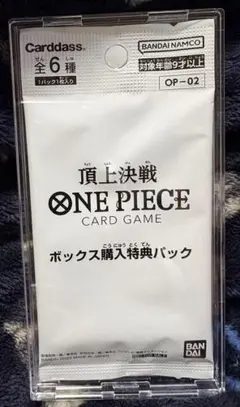 Carddass®
BANDAI NAMCO
全6種
1パック1枚入り
対象年齢9才以上
OP-02
頂上決戦
ONE PIECE
CARD GAME
ボックス購入特典パック
BAN
DAI